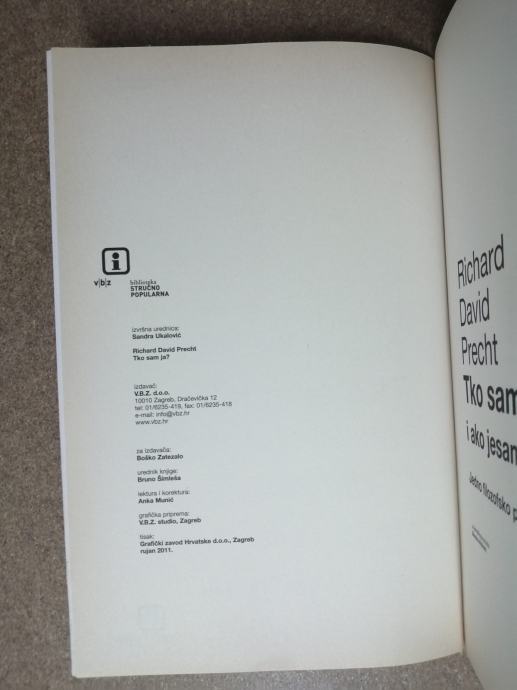 i
v|b|z
biblioteka
STRUČNO
POPULARNA
izvršna urednica:
Sandra Ukalović
Richard David Precht
Tko sam ja?
izdavač:
V.B.Z. d.o.o.
10010 Zagreb, Dračevička 12
tel: 01/6235-419, fax: 01/6235-418
e-mail: info@vbz.hr
www.vbz.hr
za izdavača:
Boško Zatezalo
urednik knjige:
Bruno Šimleša
lektura i korektura:
Anka Munić
grafička priprema:
V.B.Z. studio, Zagreb
tisak:
Grafički zavod Hrvatske d.o.o., Zagreb
rujan 2011.
Richard
David
Precht
Tko sam
i ako jesam
Jedno filozofsko p